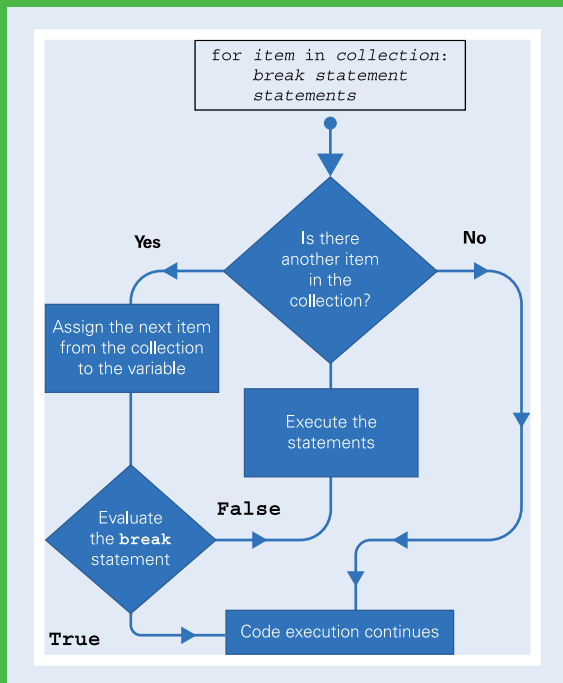 for item in collection:
break statement
statements
Is there
another item
in the
collection?
Yes
No
Assign the next item
from the collection
to the variable
Execute the
statements
Evaluate
the break
statement
False
True
Code execution continues